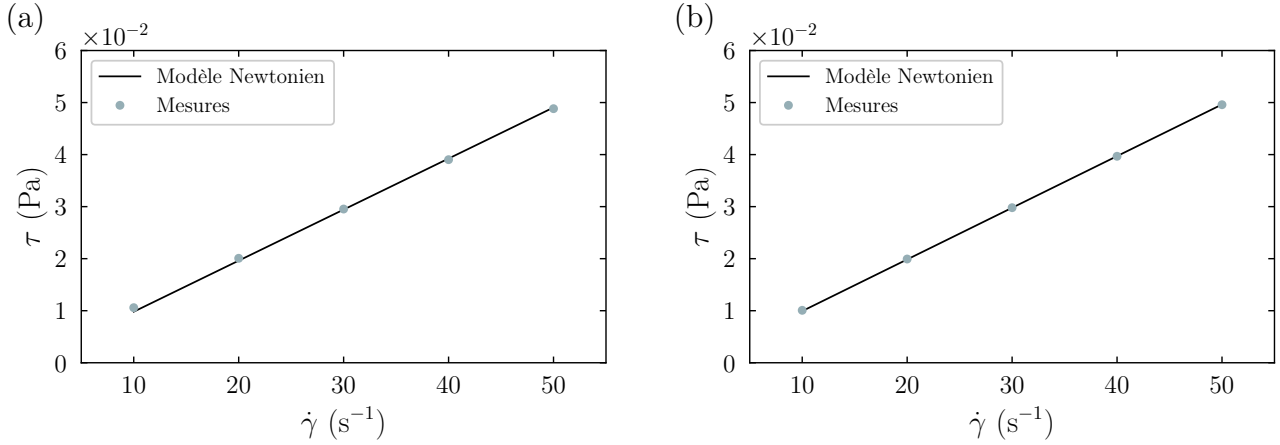 (a)
×10⁻²
6
5
4
3
2
1
0
τ (Pa)
Modèle Newtonien
Mesures
10 20 30 40 50
γ̇ (s⁻¹)
(b)
×10⁻²
6
5
4
3
2
1
0
τ (Pa)
Modèle Newtonien
Mesures
10 20 30 40 50
γ̇ (s⁻¹)